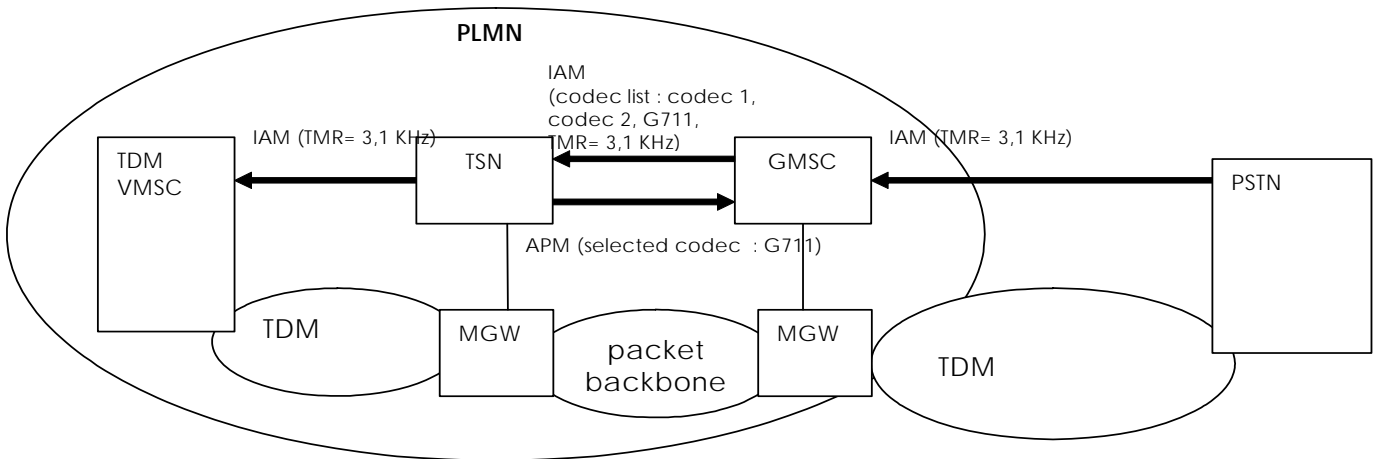 PLMN
IAM
(codec list : codec 1,
codec 2, G711,
TMR= 3,1 KHz)
IAM (TMR= 3,1 KHz)
IAM (TMR= 3,1 KHz)
TDM
VMSC
TSN
GMSC
PSTN
APM (selected codec  : G711)
TDM
MGW
packet
backbone
MGW
TDM